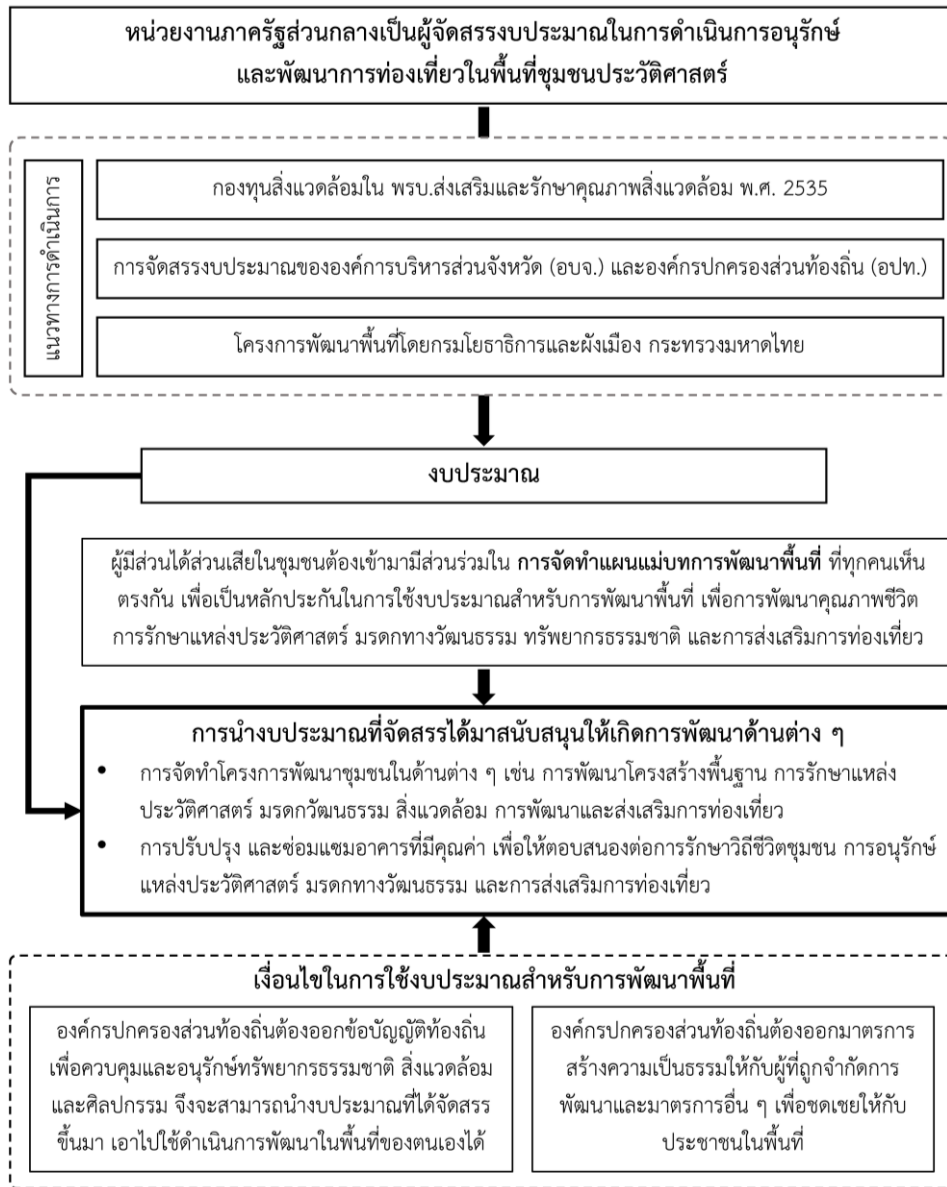 หน่วยงานภาครัฐส่วนกลางเป็นผู้จัดสรรงบประมาณในการดำเนินการอนุรักษ์
และพัฒนาการท่องเที่ยวในพื้นที่ชุมชนประวัติศาสตร์
แนวทางการดำเนินการ
กองทุนสิ่งแวดล้อมใน พรบ.ส่งเสริมและรักษาคุณภาพสิ่งแวดล้อม พ.ศ. 2535
การจัดสรรงบประมาณขององค์การบริหารส่วนจังหวัด (อบจ.) และองค์กรปกครองส่วนท้องถิ่น (อปท.)
โครงการพัฒนาพื้นที่โดยกรมโยธาธิการและผังเมือง กระทรวงมหาดไทย
งบประมาณ
ผู้มีส่วนได้ส่วนเสียในชุมชนต้องเข้ามามีส่วนร่วมใน การจัดทำแผนแม่บทการพัฒนาพื้นที่ ที่ทุกคนเห็น
ตรงกัน เพื่อเป็นหลักประกันในการใช้งบประมาณสำหรับการพัฒนาพื้นที่ เพื่อการพัฒนาคุณภาพชีวิต
การรักษาแหล่งประวัติศาสตร์ มรดกทางวัฒนธรรม ทรัพยากรธรรมชาติ และการส่งเสริมการท่องเที่ยว
การนำงบประมาณที่จัดสรรได้มาสนับสนุนให้เกิดการพัฒนาด้านต่าง ๆ
• การจัดทำโครงการพัฒนาชุมชนในด้านต่าง ๆ เช่น การพัฒนาโครงสร้างพื้นฐาน การรักษาแหล่ง
ประวัติศาสตร์ มรดกวัฒนธรรม สิ่งแวดล้อม การพัฒนาและส่งเสริมการท่องเที่ยว
• การปรับปรุง และซ่อมแซมอาคารที่มีคุณค่า เพื่อให้ตอบสนองต่อการรักษาวิถีชีวิตชุมชน การอนุรักษ์
แหล่งประวัติศาสตร์ มรดกทางวัฒนธรรม และการส่งเสริมการท่องเที่ยว
เงื่อนไขในการใช้งบประมาณสำหรับการพัฒนาพื้นที่
องค์กรปกครองส่วนท้องถิ่นต้องออกข้อบัญญัติท้องถิ่น
เพื่อควบคุมและอนุรักษ์ทรัพยากรธรรมชาติ สิ่งแวดล้อม
และศิลปกรรม จึงจะสามารถนำงบประมาณที่ได้จัดสรร
ขึ้นมา เอาไปใช้ดำเนินการพัฒนาในพื้นที่ของตนเองได้
องค์กรปกครองส่วนท้องถิ่นต้องออกมาตรการ
สร้างความเป็นธรรมให้กับผู้ที่ถูกจำกัดการ
พัฒนาและมาตรการอื่น ๆ เพื่อชดเชยให้กับ
ประชาชนในพื้นที่